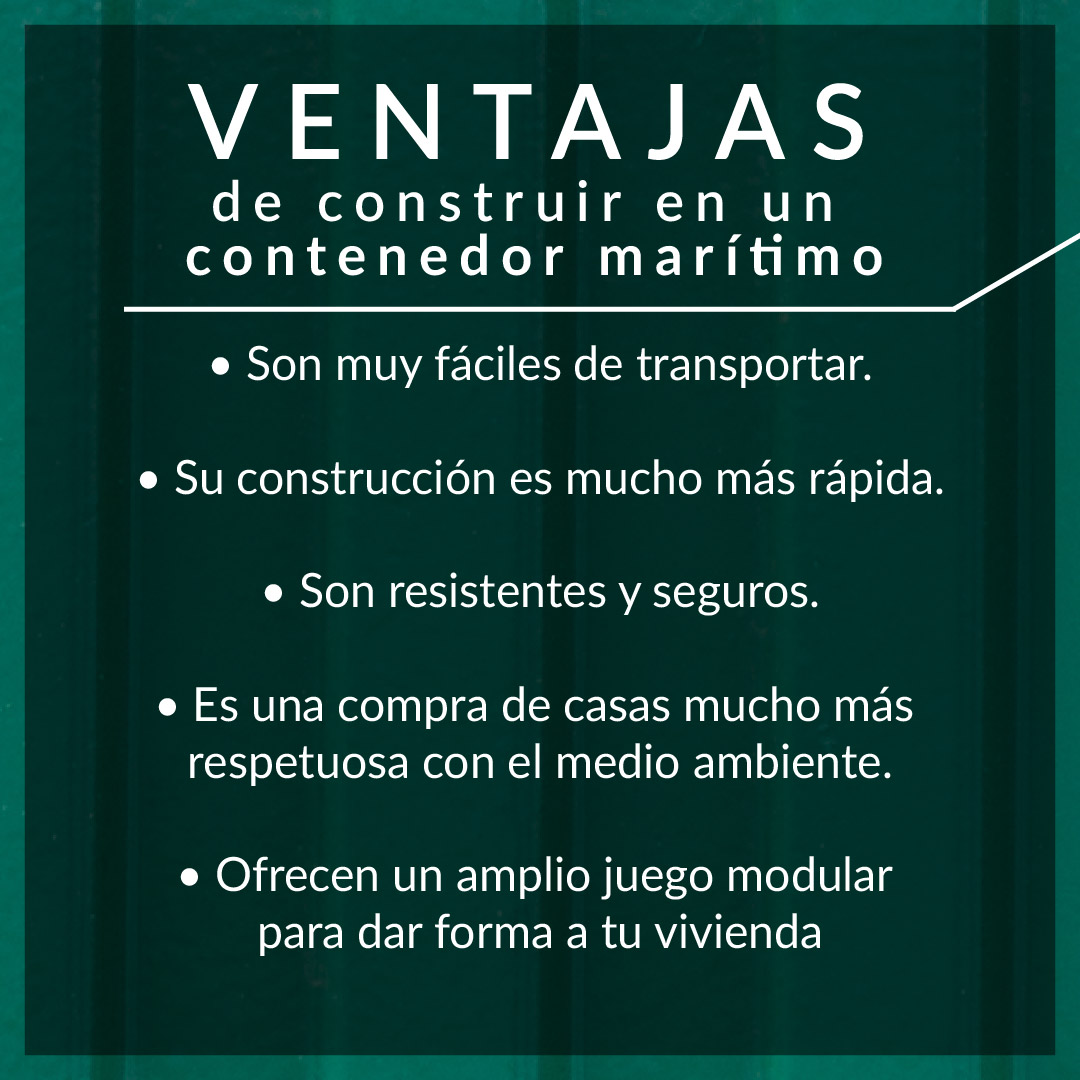 VENTAJAS
de construir en un
contenedor marítimo
• Son muy fáciles de transportar.
• Su construcción es mucho más rápida.
• Son resistentes y seguros.
• Es una compra de casas mucho más
respetuosa con el medio ambiente.
• Ofrecen un amplio juego modular
para dar forma a tu vivienda